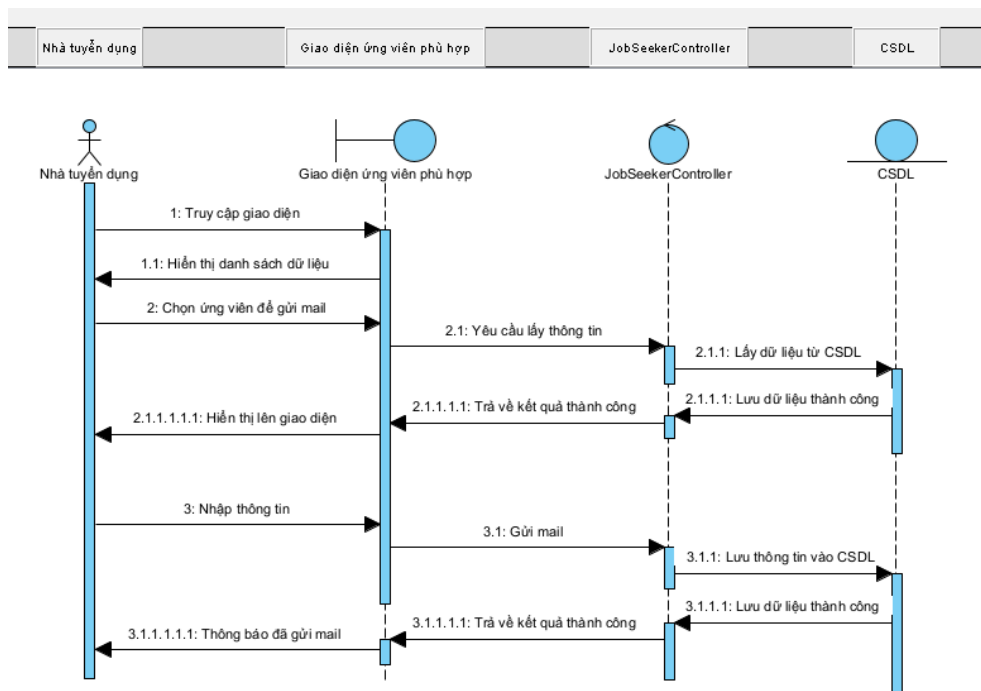 Nhà tuyển dụng
Giao diện ứng viên phù hợp
JobSeekerController
CSDL
Nhà tuyển dụng
Giao diện ứng viên phù hợp
JobSeekerController
CSDL
1: Truy cập giao diện
1.1: Hiển thị danh sách dữ liệu
2: Chọn ứng viên để gửi mail
2.1: Yêu cầu lấy thông tin
2.1.1: Lấy dữ liệu từ CSDL
2.1.1.1: Lưu dữ liệu thành công
2.1.1.1.1: Trả về kết quả thành công
2.1.1.1.1.1: Hiển thị lên giao diện
3: Nhập thông tin
3.1: Gửi mail
3.1.1: Lưu thông tin vào CSDL
3.1.1.1: Lưu dữ liệu thành công
3.1.1.1.1: Trả về kết quả thành công
3.1.1.1.1.1: Thông báo đã gửi mail